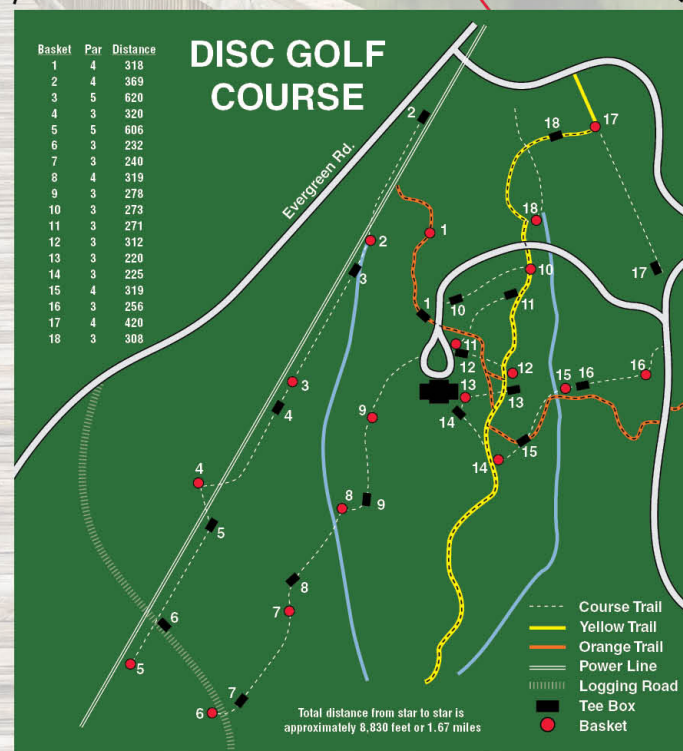 DISC GOLF
COURSE
Basket Par Distance
1 4 318
2 4 369
3 5 620
4 3 320
5 5 606
6 3 232
7 3 240
8 4 319
9 3 278
10 3 273
11 3 271
12 3 312
13 3 220
14 3 225
15 4 319
16 3 256
17 4 420
18 3 308
Evergreen Rd.
2
18
17
1
18
2
3
17
10
10
11
1
11
12
12
3
13
13
15
16
16
4
9
14
15
14
4
8
9
5
8
7
6
5
7
6
Course Trail
Yellow Trail
Orange Trail
Power Line
Logging Road
Tee Box
Basket
Total distance from star to star is
approximately 8,830 feet or 1.67 miles